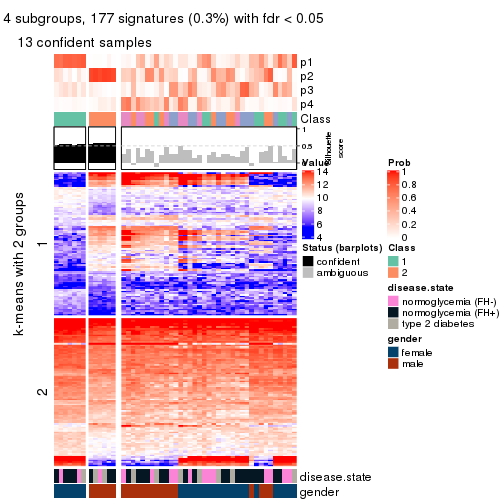 4 subgroups, 177 signatures (0.3%) with fdr < 0.05
13 confident samples
p1
p2
p3
p4
Class
1
0.5
0
Silhouette
score
k-means with 2 groups
1
2
Value
14
12
10
8
6
4
Status (barplots)
confident
ambiguous
Prob
1
0.8
0.6
0.4
0.2
0
Class
1
2
disease.state
normoglycemia (FH-)
normoglycemia (FH+)
type 2 diabetes
gender
female
male
disease.state
gender